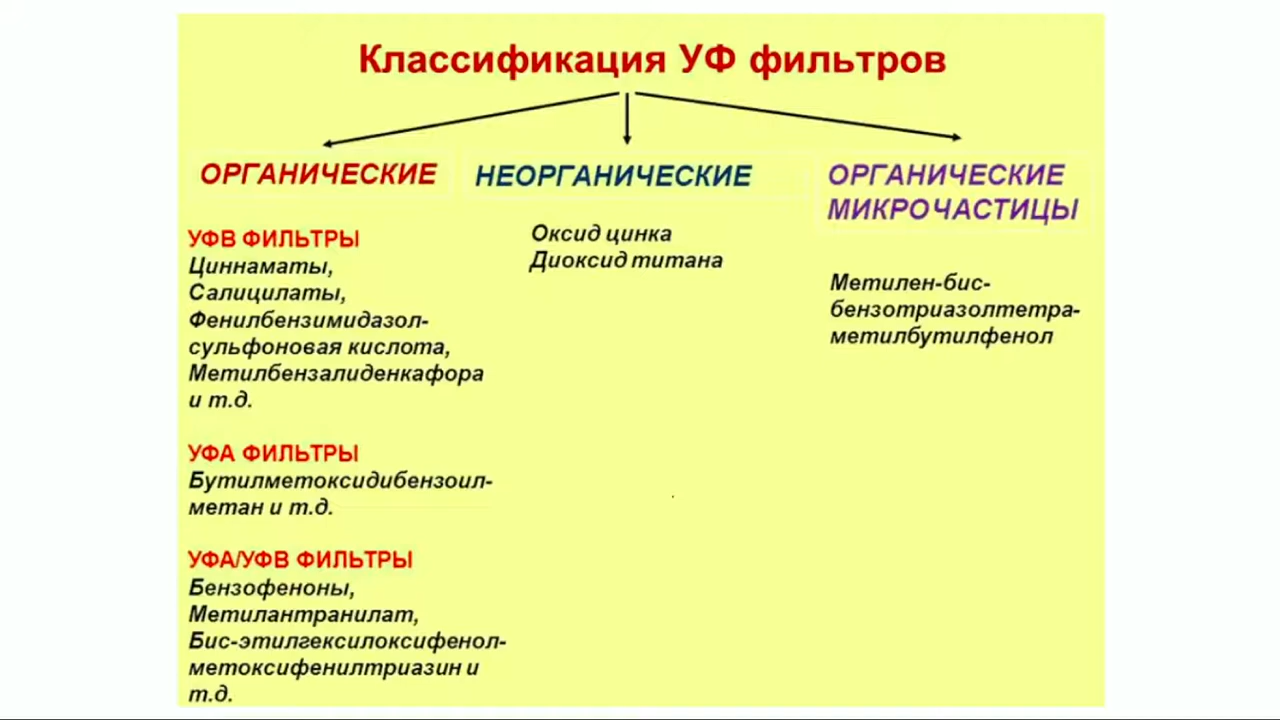 Классификация УФ фильтров
ОРГАНИЧЕСКИЕ
УФВ ФИЛЬТРЫ
Циннаматы,
Салицилаты,
Фенилбензимидазол-
сульфоновая кислота,
Метилбензалиденкафора
и т.д.
УФА ФИЛЬТРЫ
Бутилметоксидибензоил-
метан и т.д.
УФА/УФВ ФИЛЬТРЫ
Бензофеноны,
Метилантранилат,
Бис-этилгексилоксифенол-
метоксифенилтриазин и
т.д.
НЕОРГАНИЧЕСКИЕ
Оксид цинка
Диоксид титана
ОРГАНИЧЕСКИЕ
МИКРОЧАСТИЦЫ
Метилен-бис-
бензотриазолтетра-
метилбутилфенол